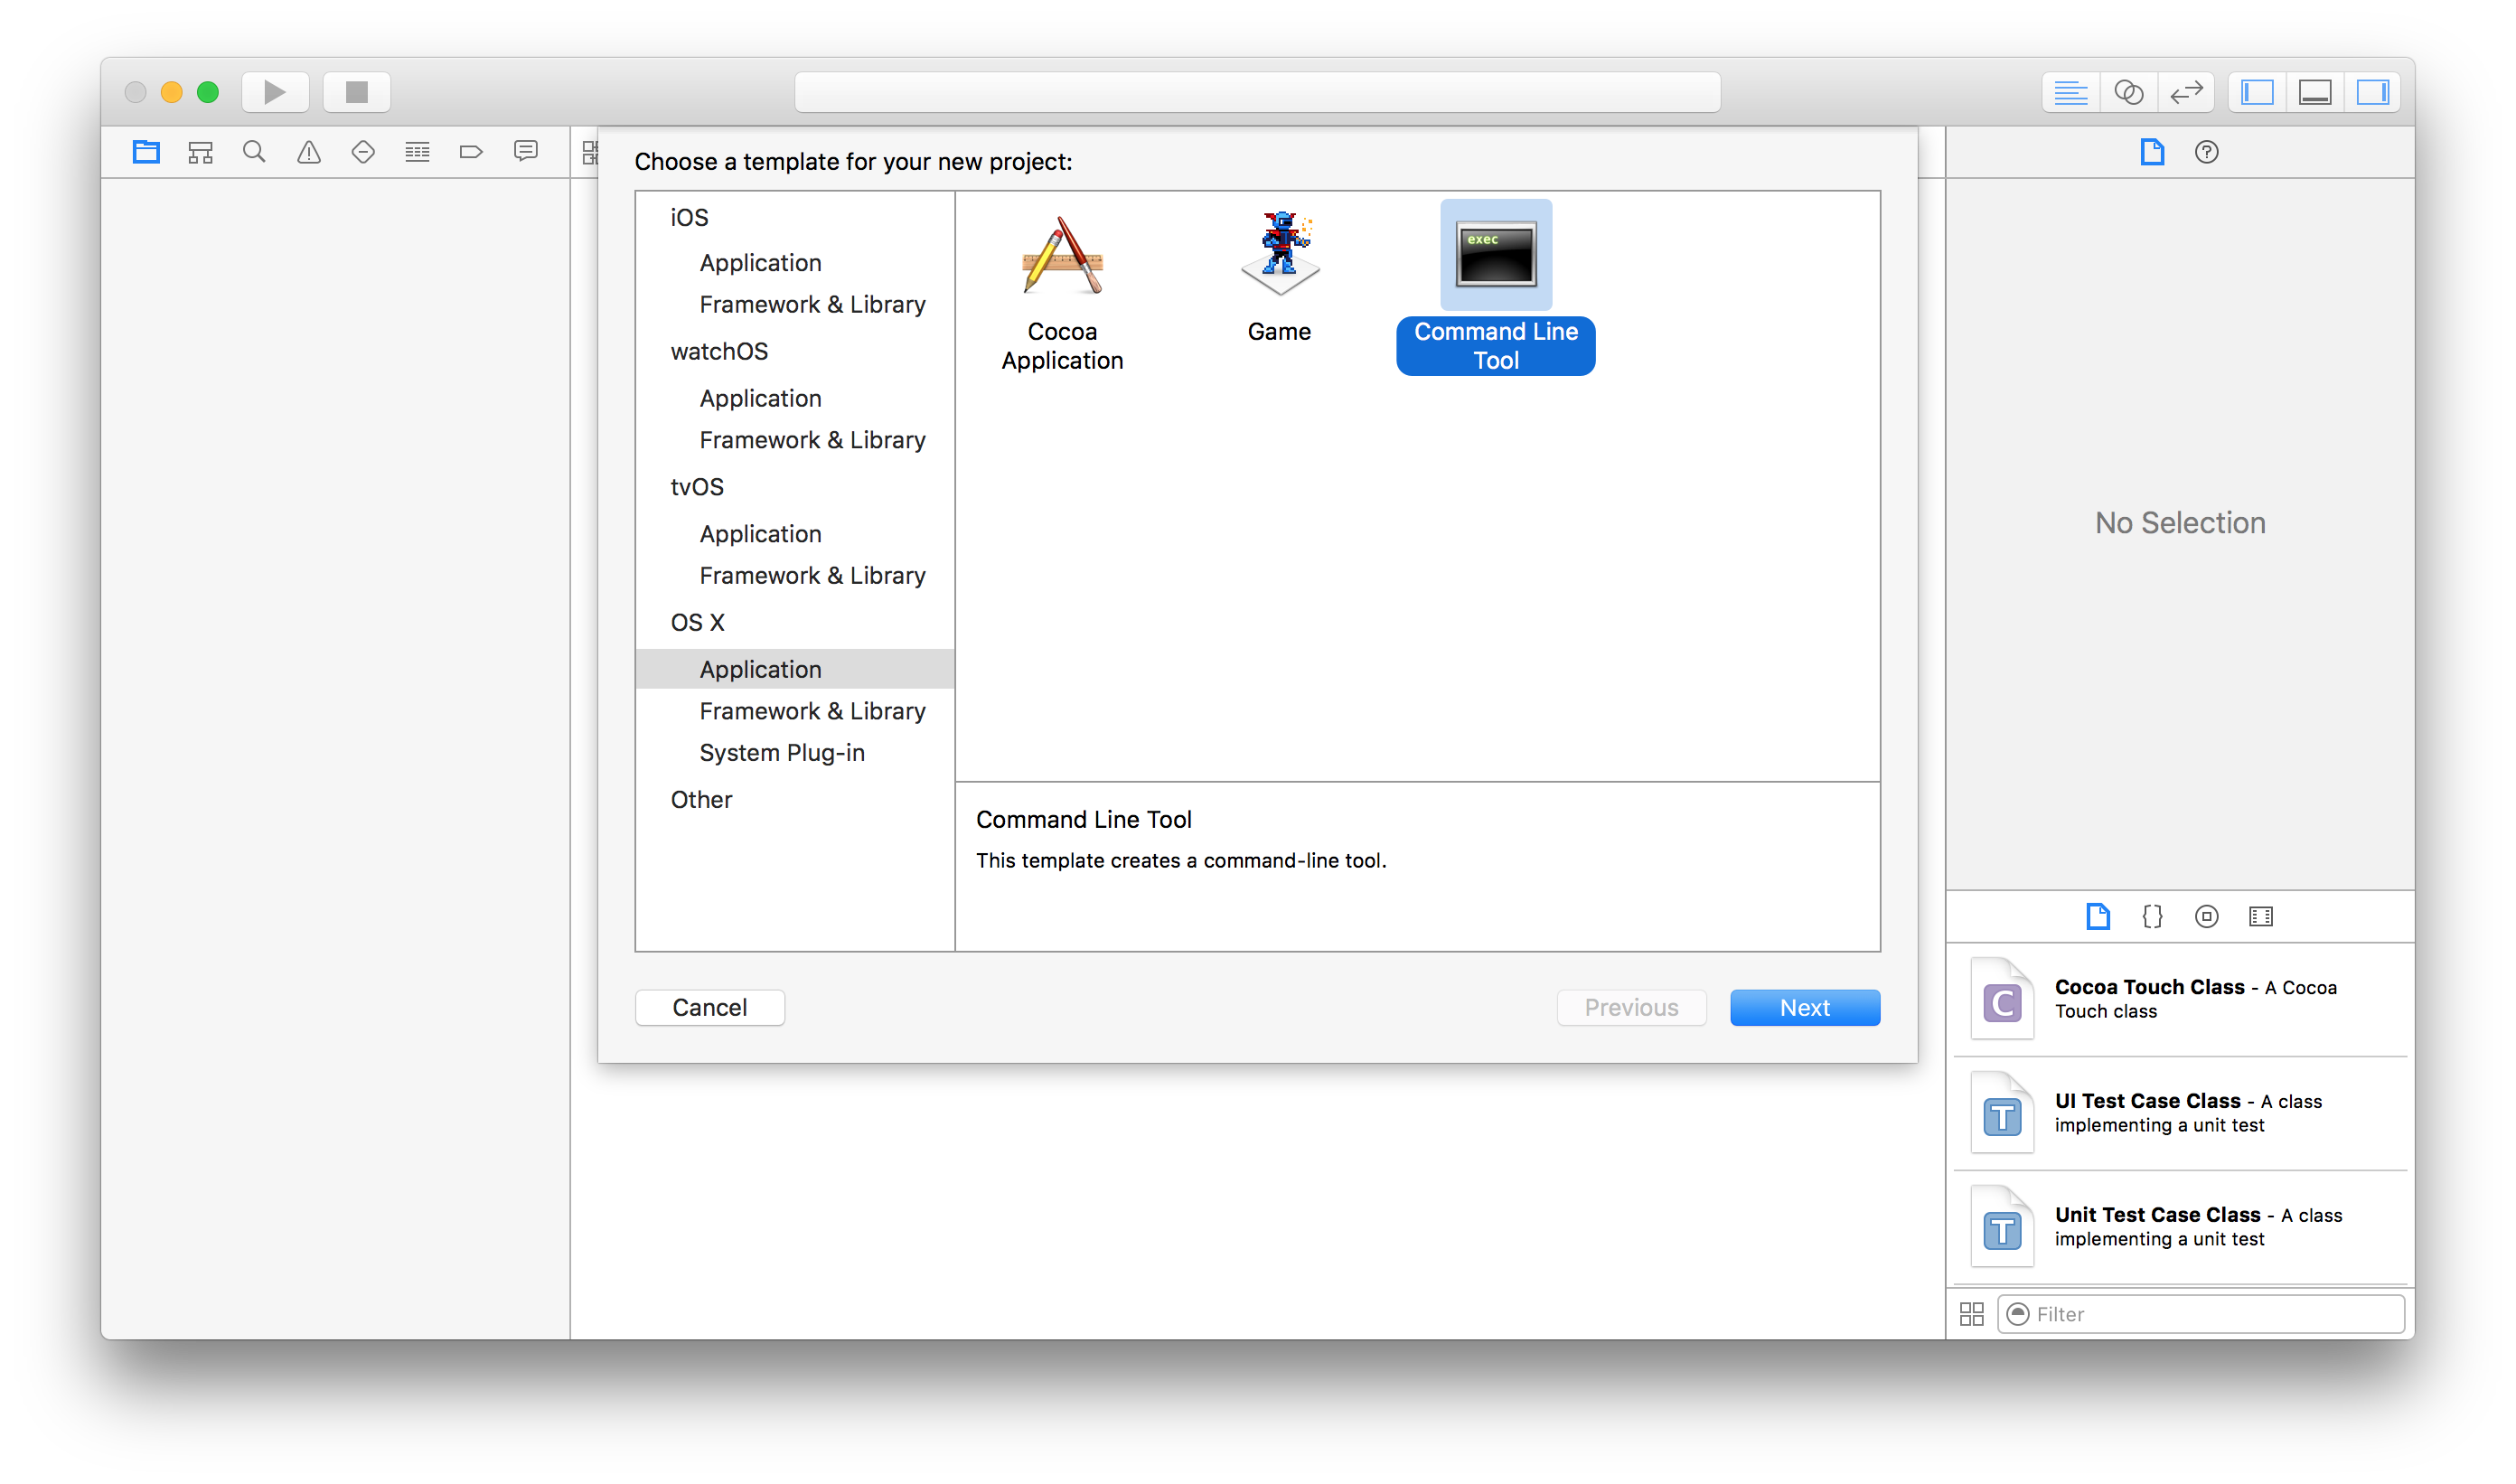 Choose a template for your new project:
iOS
Application
Framework & Library
watchOS
Application
Framework & Library
tvOS
Application
Framework & Library
OS X
Application
Framework & Library
System Plug-in
Other
Cocoa
Application
Game
exec
Command Line
Tool
Command Line Tool
This template creates a command-line tool.
Cancel
Previous
Next
No Selection
{}
C
Cocoa Touch Class - A Cocoa
Touch class
T
UI Test Case Class - A class
implementing a unit test
T
Unit Test Case Class - A class
implementing a unit test
Filter